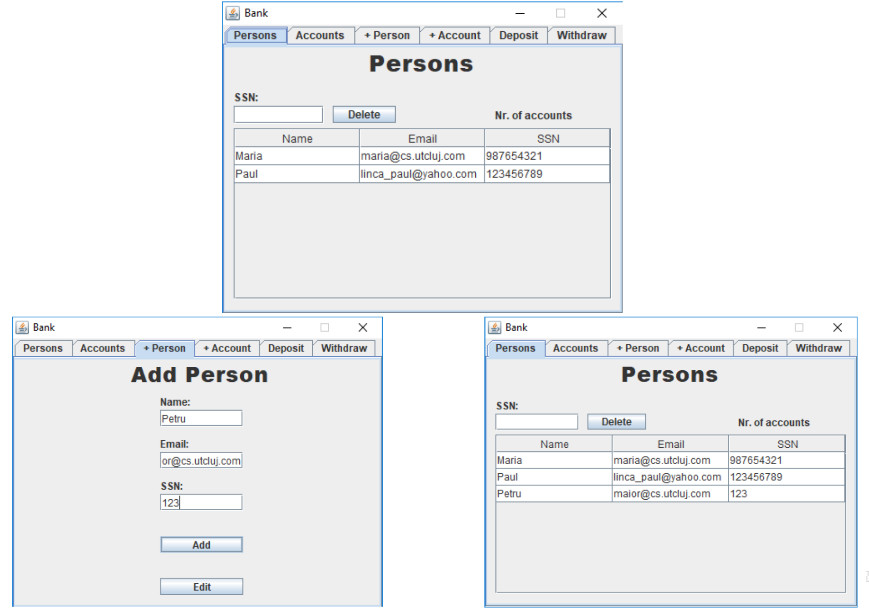 Bank
Persons Accounts + Person + Account Deposit Withdraw
Persons
SSN:
Delete Nr. of accounts
Name Email SSN
Maria maria@cs.utcluj.com 987654321
Paul linca_paul@yahoo.com 123456789
Bank
Persons Accounts + Person + Account Deposit Withdraw
Add Person
Name:
Petru
Email:
or@cs.utcluj.com
SSN:
123
Add
Edit
Bank
Persons Accounts + Person + Account Deposit Withdraw
Persons
SSN:
Delete Nr. of accounts
Name Email SSN
Maria maria@cs.utcluj.com 987654321
Paul linca_paul@yahoo.com 123456789
Petru maior@cs.utcluj.com 123